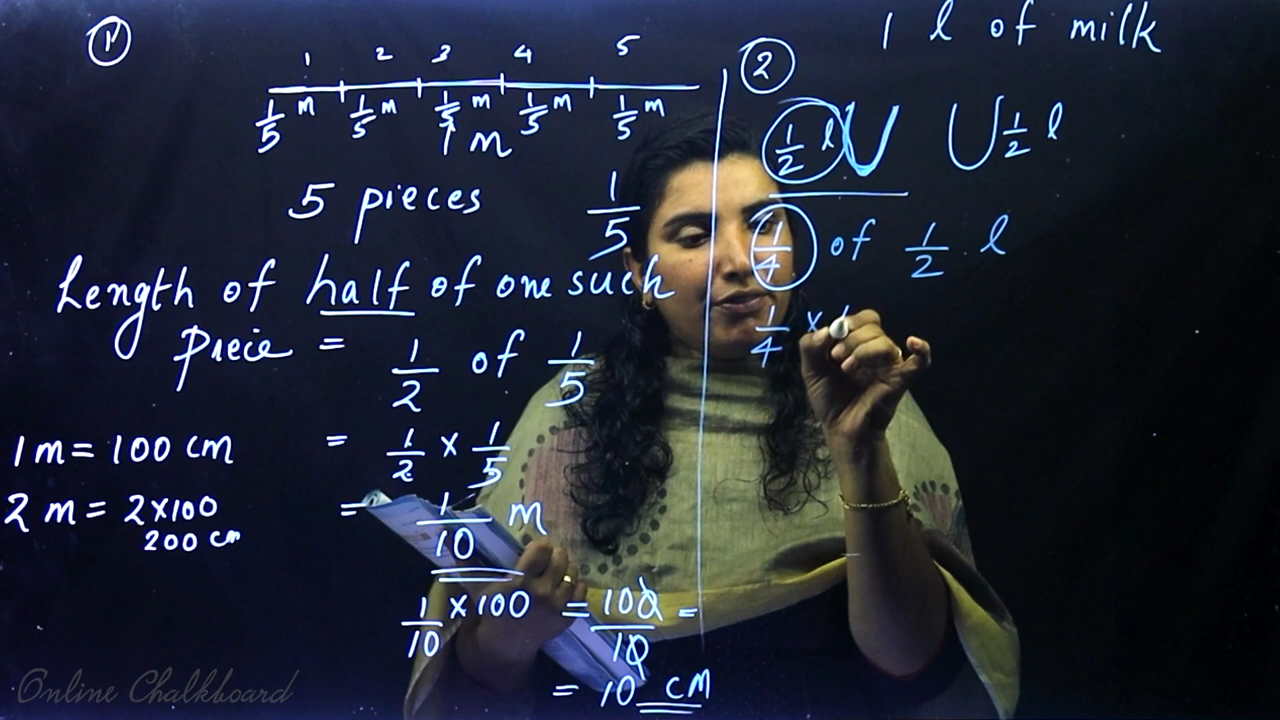 1
1 2 3 4 5
1/5 m 1/5 m 1/5 m 1/5 m 1/5 m
1 m
5 pieces 1/5
Length of half of one such
piece = 1/2 of 1/5
= 1/2 × 1/5
1 m = 100 cm
2 m = 2×100
200 cm
= 1/10 m
1/10 × 100 = 100/10 =
= 10 cm
2
1 l of milk
1/2 l 1/2 l
1/4 of 1/2 l
1/4 ×
Online Chalkboard